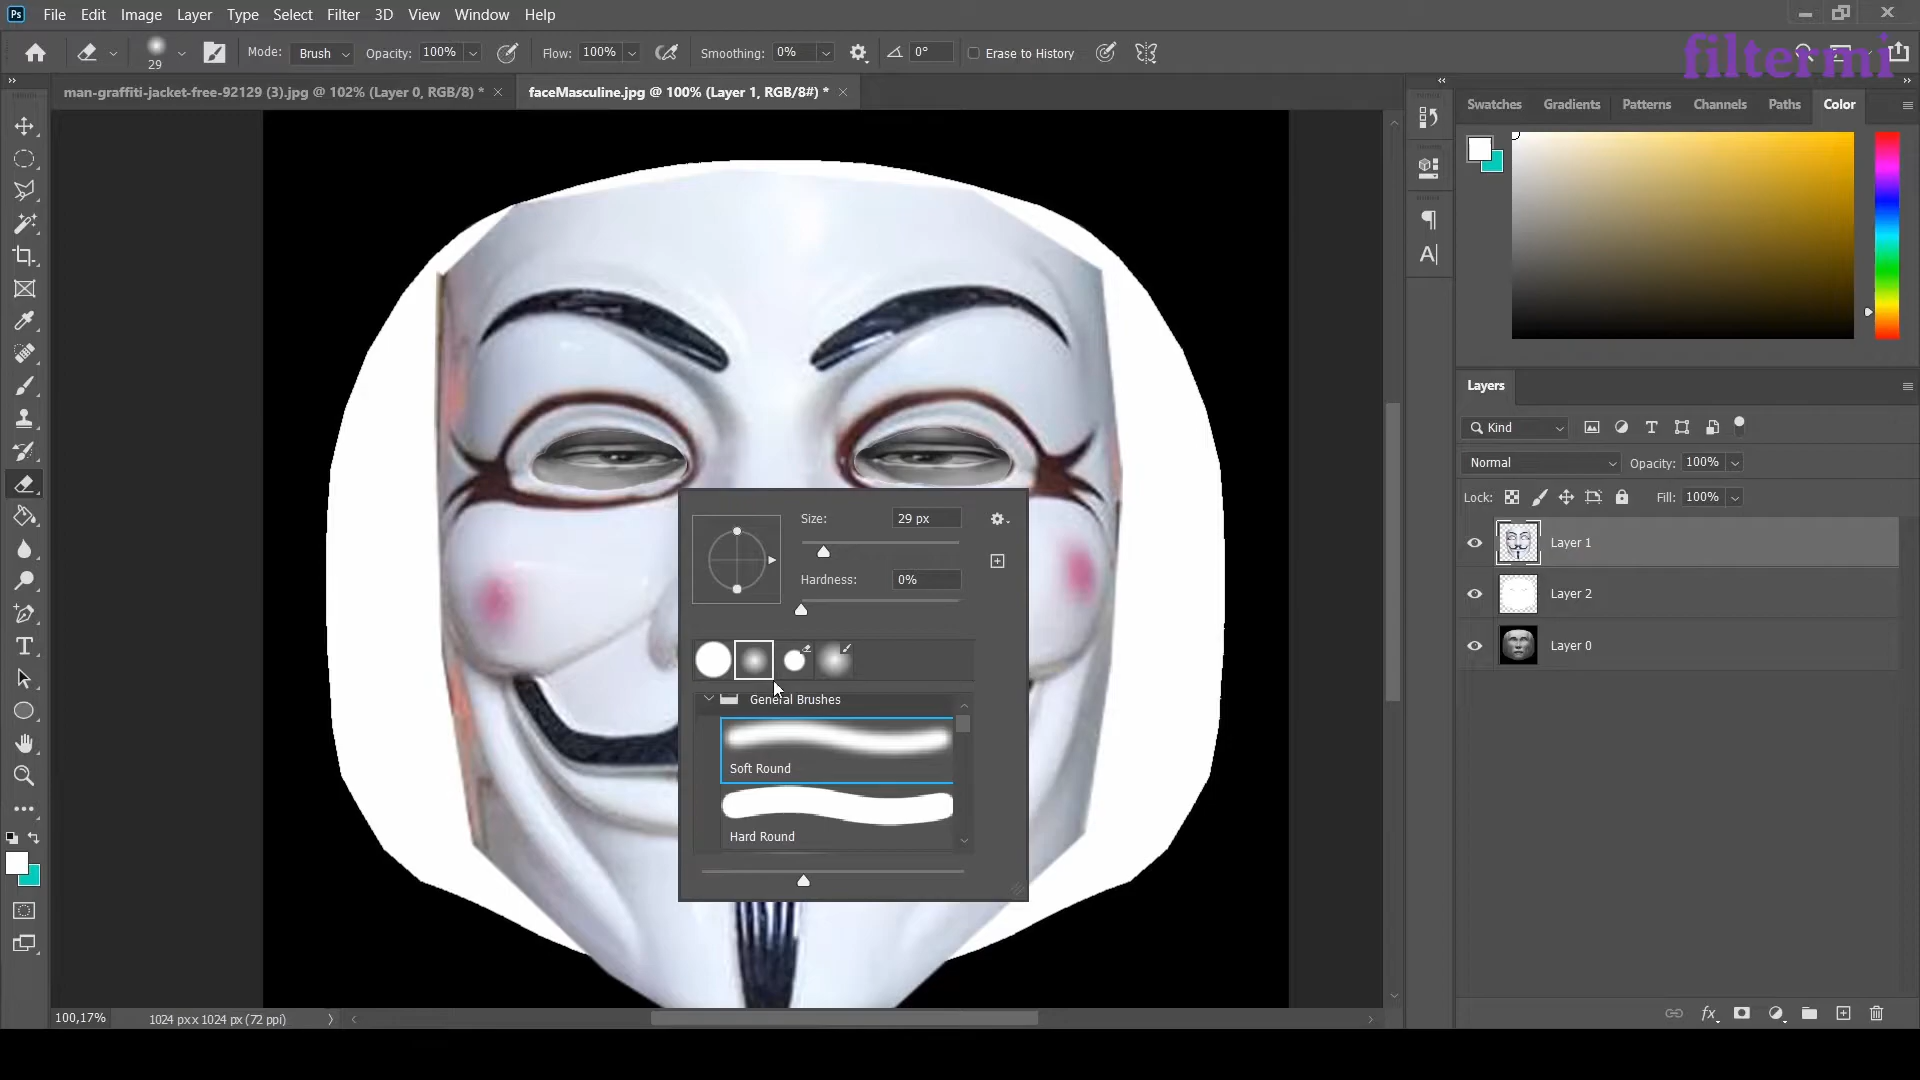 Ps File Edit Image Layer Type Select Filter 3D View Window Help
filtermi
29 Mode: Brush Opacity: 100% Flow: 100% Smoothing: 0% 0° Erase to History
man-graffiti-jacket-free-92129 (3).jpg @ 102% (Layer 0, RGB/8) * faceMasculine.jpg @ 100% (Layer 1, RGB/8#) *
Swatches Gradients Patterns Channels Paths Color
Layers
Kind
Normal Opacity: 100%
Lock: Fill: 100%
Layer 1
Layer 2
Layer 0
Size: 29 px
Hardness: 0%
General Brushes
Soft Round
Hard Round
100,17% 1024 px x 1024 px (72 ppi)